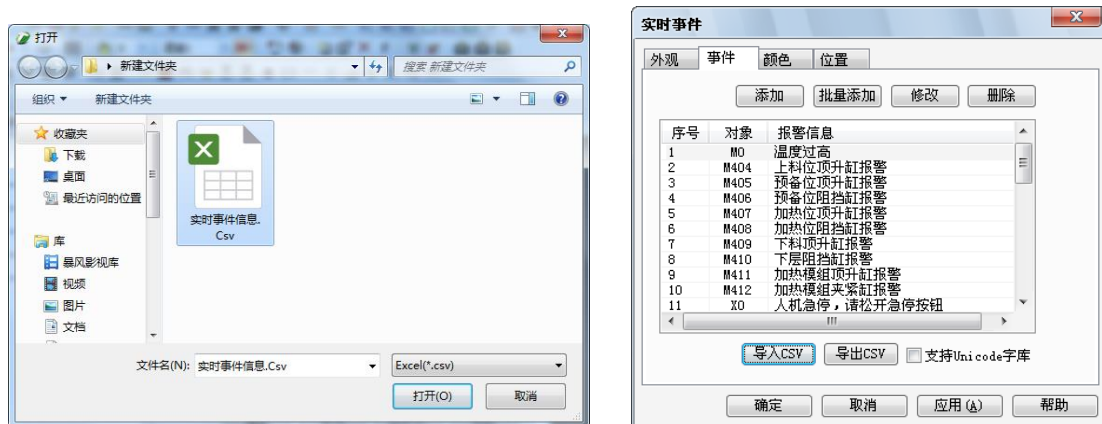 打开
新建文件夹
搜索 新建文件夹
组织
新建文件夹
收藏夹
下载
桌面
最近访问的位置
库
暴风影视库
视频
图片
文档
实时事件信息.
Csv
文件名(N): 实时事件信息.Csv
Excel(*.csv)
打开(O)
取消
实时事件
外观 事件 颜色 位置
添加 批量添加 修改 删除
序号 对象 报警信息
1 M0 温度过高
2 M404 上料位顶升缸报警
3 M405 预备位顶升缸报警
4 M406 预备位阻挡缸报警
5 M407 加热位顶升缸报警
6 M408 加热位阻挡缸报警
7 M409 下料顶升缸报警
8 M410 下层阻挡缸报警
9 M411 加热模组顶升缸报警
10 M412 加热模组夹紧缸报警
11 X0 人机急停，请松开急停按钮
导入CSV 导出CSV 支持Unicode字库
确定 取消 应用(A) 帮助